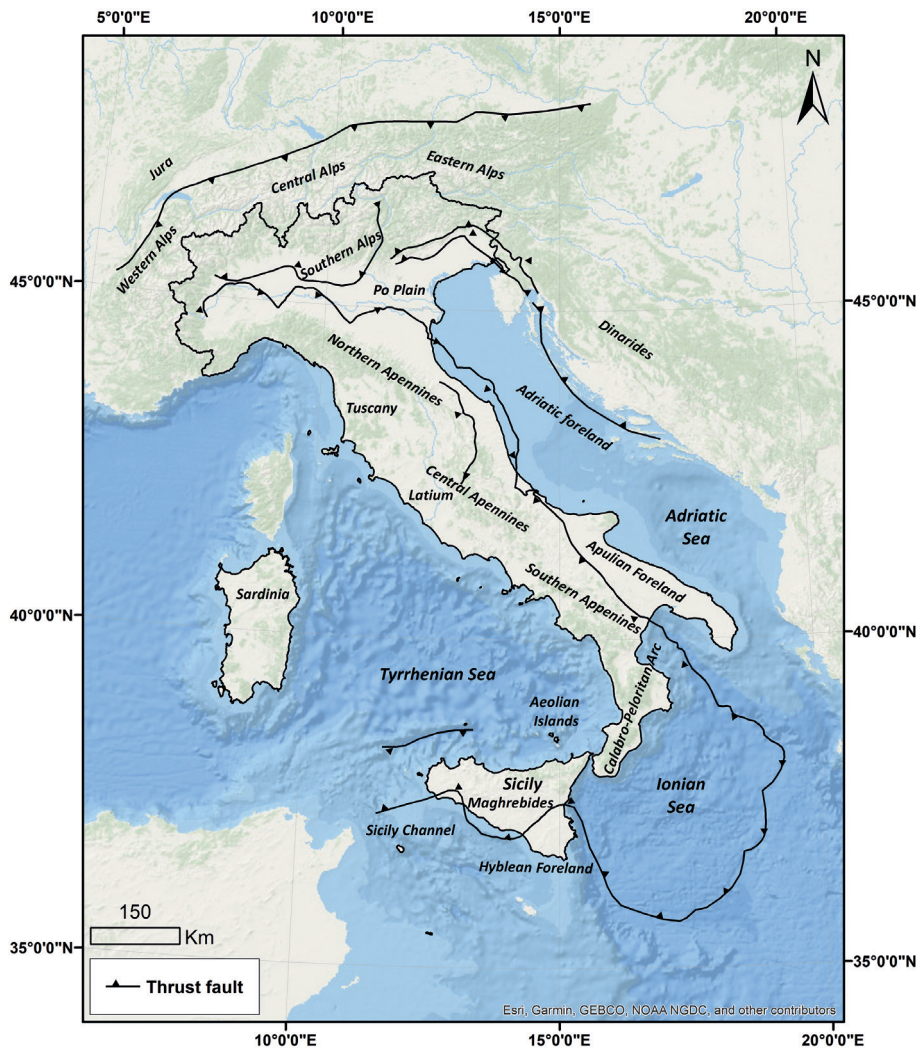 5°0'0"E
10°0'0"E
15°0'0"E
20°0'0"E
N
Jura
Central Alps
Eastern Alps
Western Alps
Southern Alps
45°0'0"N
45°0'0"N
Po Plain
Dinarides
Northern Apennines
Tuscany
Adriatic foreland
Central Apennines
Latium
Adriatic
Sea
Apulian Foreland
Southern Appenines
Sardinia
40°0'0"N
40°0'0"N
Tyrrhenian Sea
Calabro-Peloritan Arc
Aeolian
Islands
Sicily
Maghrebides
Ionian
Sea
Sicily Channel
Hyblean Foreland
150
Km
35°0'0"N
35°0'0"N
Thrust fault
Esri, Garmin, GEBCO, NOAA NGDC, and other contributors
10°0'0"E
15°0'0"E
20°0'0"E